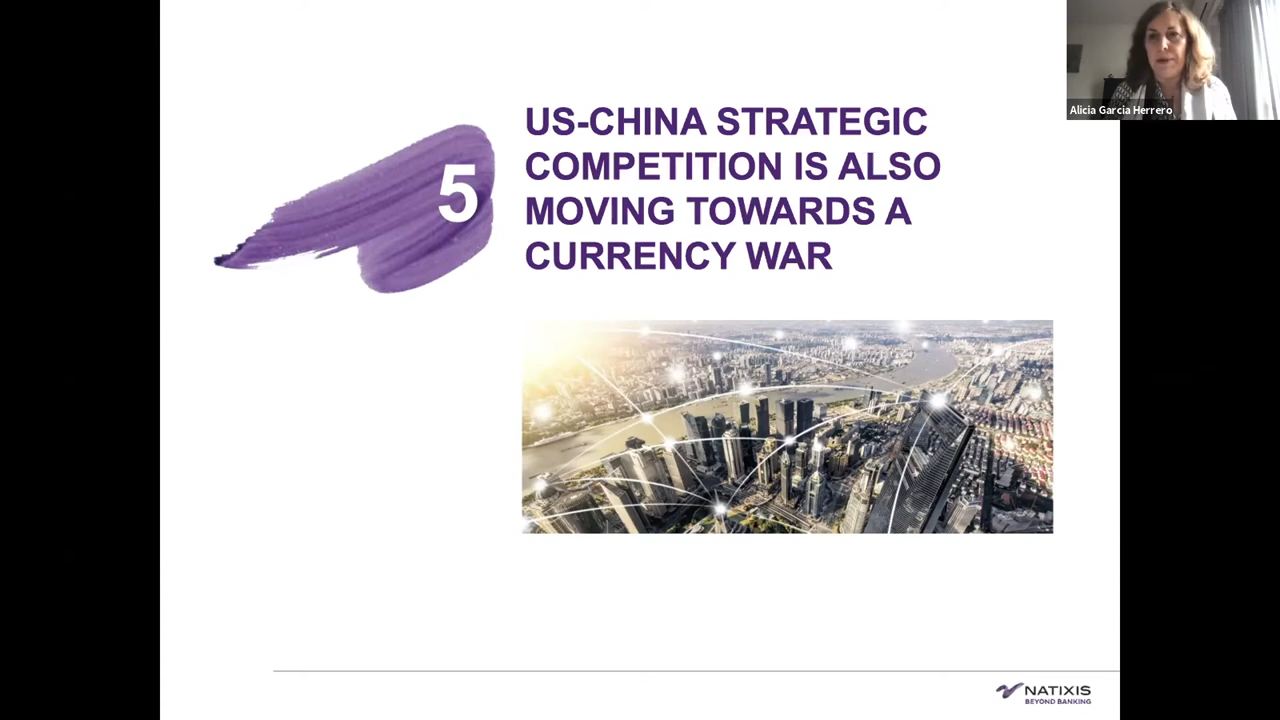 Alicia Garcia Herrero
5
US-CHINA STRATEGIC
COMPETITION IS ALSO
MOVING TOWARDS A
CURRENCY WAR
NATIXIS
BEYOND BANKING